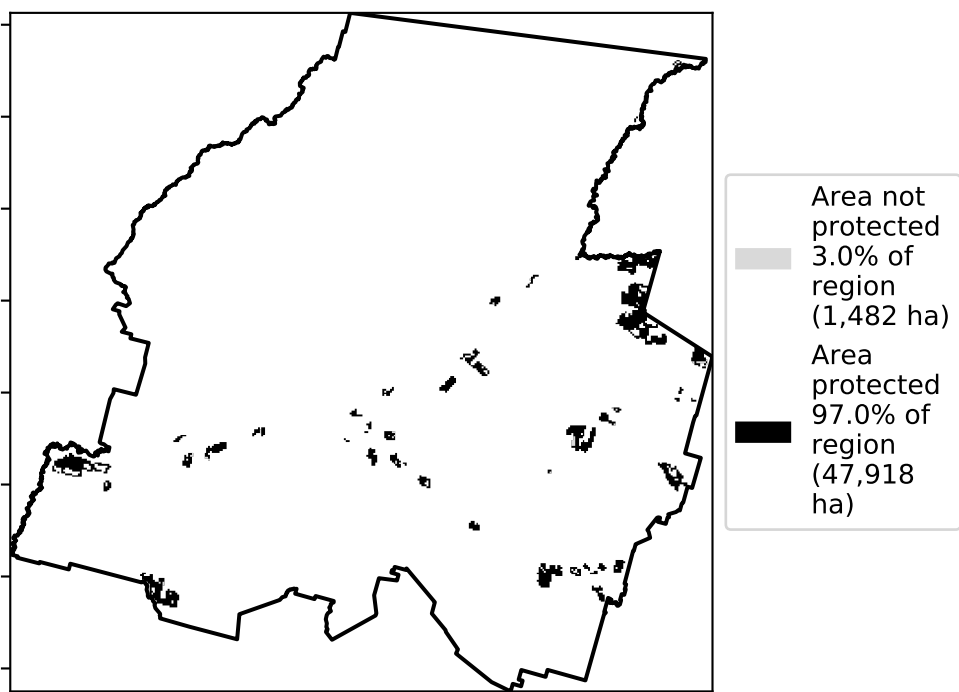 Area not
protected
3.0% of
region
(1,482 ha)
Area
protected
97.0% of
region
(47,918
ha)